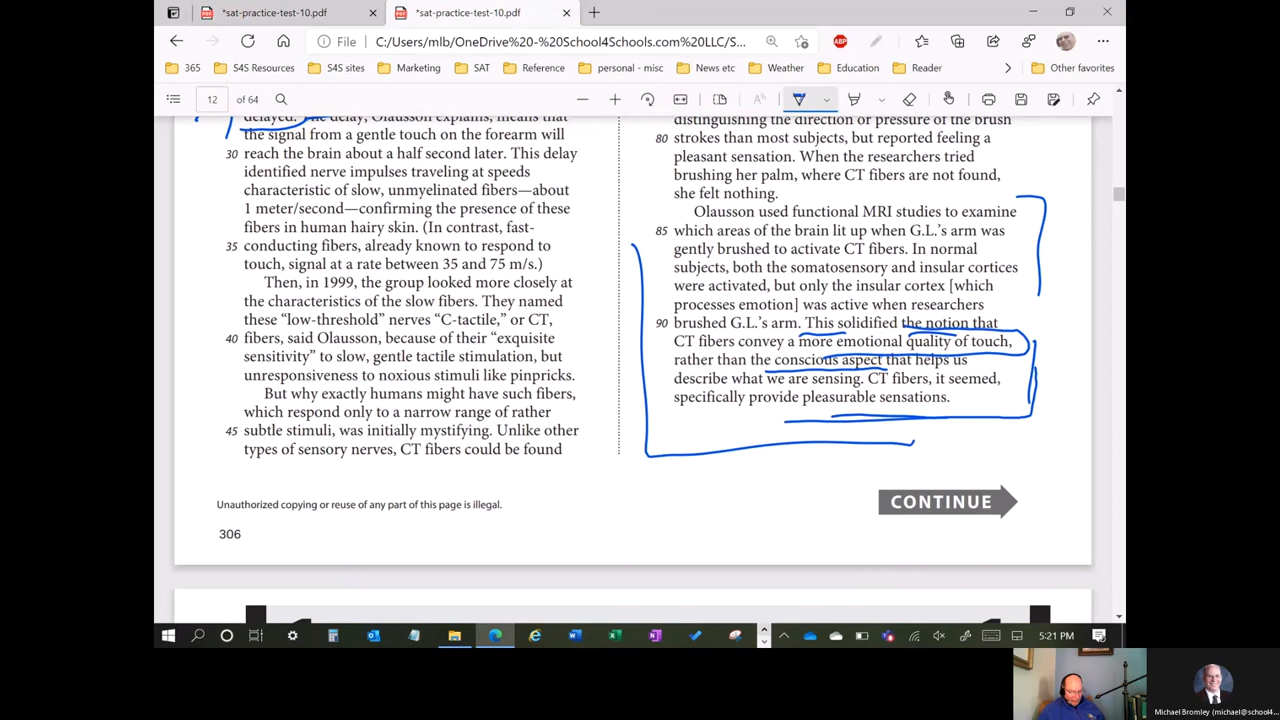 *sat-practice-test-10.pdf
*sat-practice-test-10.pdf
File
C:/Users/mlb/OneDrive%20-%20School4Schools.com%20LLC/S...
365
S4S Resources
S4S sites
Marketing
SAT
Reference
personal - misc
News etc
Weather
Education
Reader
Other favorites
12 of 64
delayed. The delay, Olausson explains, means that
the signal from a gentle touch on the forearm will
30 reach the brain about a half second later. This delay
identified nerve impulses traveling at speeds
characteristic of slow, unmyelinated fibers—about
1 meter/second—confirming the presence of these
fibers in human hairy skin. (In contrast, fast-
35 conducting fibers, already known to respond to
touch, signal at a rate between 35 and 75 m/s.)
Then, in 1999, the group looked more closely at
the characteristics of the slow fibers. They named
these “low-threshold” nerves “C-tactile,” or CT,
40 fibers, said Olausson, because of their “exquisite
sensitivity” to slow, gentle tactile stimulation, but
unresponsiveness to noxious stimuli like pinpricks.
But why exactly humans might have such fibers,
which respond only to a narrow range of rather
45 subtle stimuli, was initially mystifying. Unlike other
types of sensory nerves, CT fibers could be found
distinguishing the direction or pressure of the brush
80 strokes than most subjects, but reported feeling a
pleasant sensation. When the researchers tried
brushing her palm, where CT fibers are not found,
she felt nothing.
Olausson used functional MRI studies to examine
85 which areas of the brain lit up when G.L.’s arm was
gently brushed to activate CT fibers. In normal
subjects, both the somatosensory and insular cortices
were activated, but only the insular cortex [which
processes emotion] was active when researchers
90 brushed G.L.’s arm. This solidified the notion that
CT fibers convey a more emotional quality of touch,
rather than the conscious aspect that helps us
describe what we are sensing. CT fibers, it seemed,
specifically provide pleasurable sensations.
Unauthorized copying or reuse of any part of this page is illegal.
CONTINUE
306
5:21 PM
Michael Bromley (michael@school4...